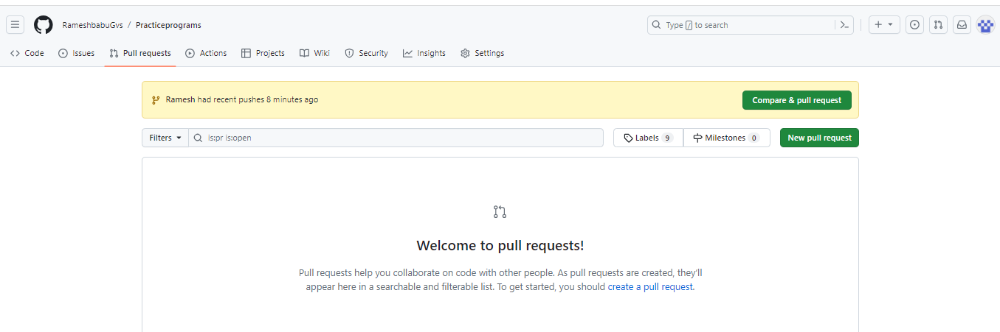 RameshbabuGvs / Practiceprograms
Type / to search
Code Issues Pull requests Actions Projects Wiki Security Insights Settings
Ramesh had recent pushes 8 minutes ago Compare & pull request
Filters is:pr is:open Labels 9 Milestones 0 New pull request
Welcome to pull requests!
Pull requests help you collaborate on code with other people. As pull requests are created, they'll
appear here in a searchable and filterable list. To get started, you should create a pull request.